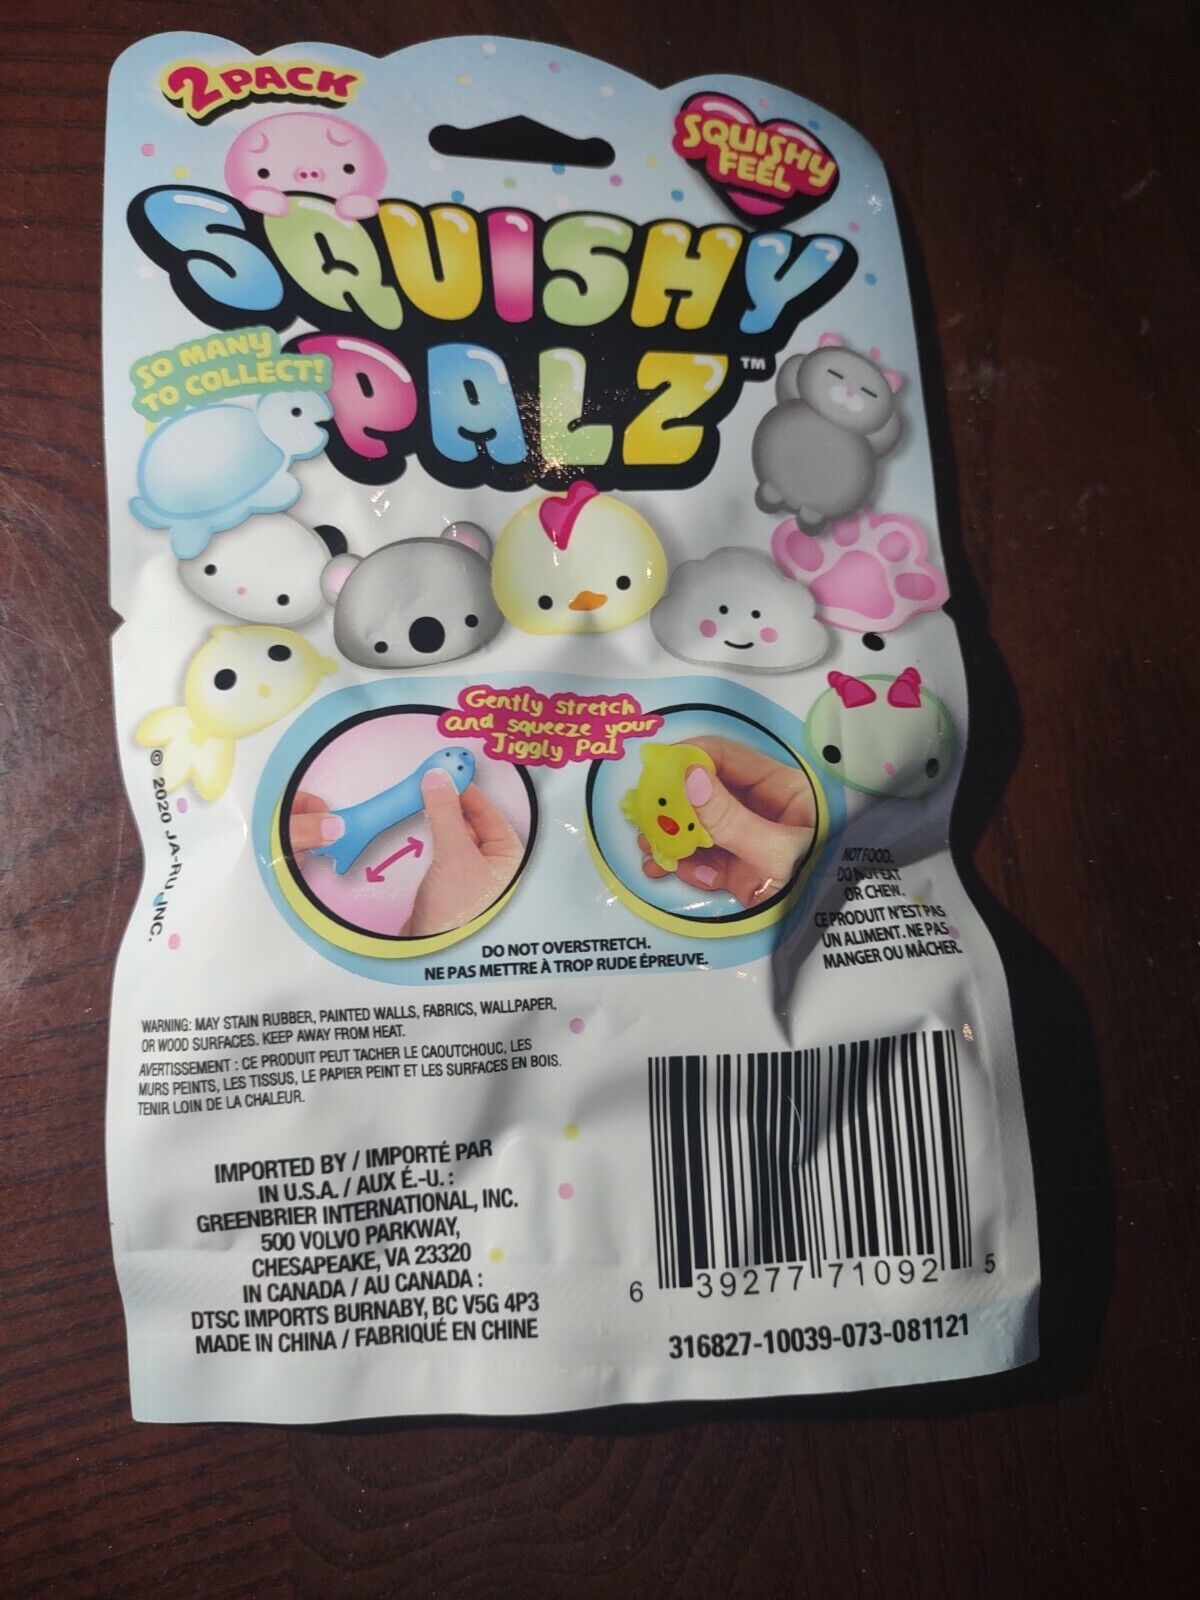 2 PACK
SQUISHY
FEEL
SQUISHY
PALZ™
SO MANY
TO COLLECT!
Gently stretch
and squeeze your
Jiggly Pal
© 2020 JA-RU, INC.
DO NOT OVERSTRETCH.
NE PAS METTRE À TROP RUDE ÉPREUVE.
NOT FOOD.
DO NOT EAT
OR CHEW.
CE PRODUIT N'EST PAS
UN ALIMENT. NE PAS
MANGER OU MÂCHER.
WARNING: MAY STAIN RUBBER, PAINTED WALLS, FABRICS, WALLPAPER,
OR WOOD SURFACES. KEEP AWAY FROM HEAT.
AVERTISSEMENT : CE PRODUIT PEUT TACHER LE CAOUTCHOUC, LES
MURS PEINTS, LES TISSUS, LE PAPIER PEINT ET LES SURFACES EN BOIS.
TENIR LOIN DE LA CHALEUR.
IMPORTED BY / IMPORTÉ PAR
IN U.S.A. / AUX É.-U. :
GREENBRIER INTERNATIONAL, INC.
500 VOLVO PARKWAY,
CHESAPEAKE, VA 23320
IN CANADA / AU CANADA :
DTSC IMPORTS BURNABY, BC V5G 4P3
MADE IN CHINA / FABRIQUÉ EN CHINE
6 39277 71092 5
316827-10039-073-081121